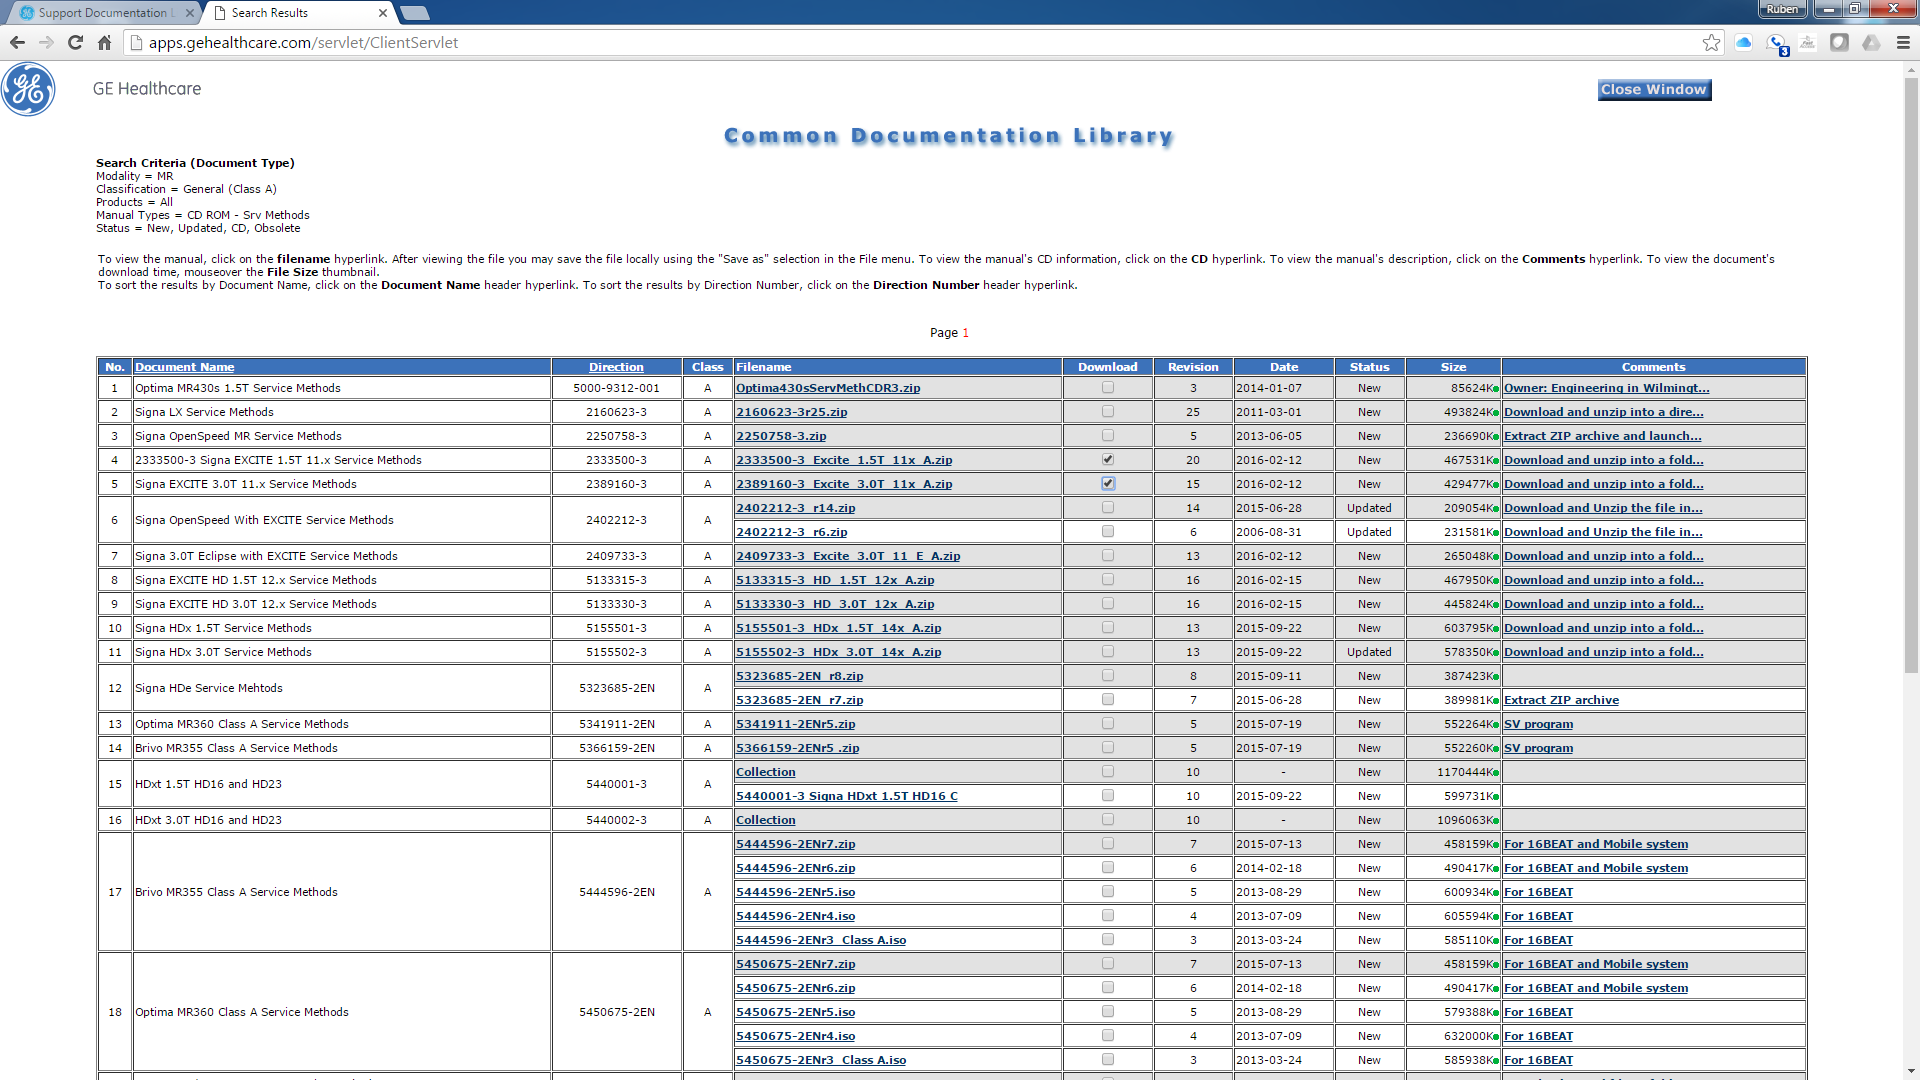 Support Documentation L
Search Results
Ruben
apps.gehealthcare.com/servlet/ClientServlet
3
GE Healthcare
Close Window
Common Documentation Library
Search Criteria (Document Type)
Modality = MR
Classification = General (Class A)
Products = All
Manual Types = CD ROM - Srv Methods
Status = New, Updated, CD, Obsolete
To view the manual, click on the filename hyperlink. After viewing the file you may save the file locally using the "Save as" selection in the File menu. To view the manual's CD information, click on the CD hyperlink. To view the manual's description, click on the Comments hyperlink. To view the document's
download time, mouseover the File Size thumbnail.
To sort the results by Document Name, click on the Document Name header hyperlink. To sort the results by Direction Number, click on the Direction Number header hyperlink.
Page 1
No. Document Name Direction Class Filename Download Revision Date Status Size Comments
1 Optima MR430s 1.5T Service Methods 5000-9312-001 A Optima430sServMethCDR3.zip 3 2014-01-07 New 85624K Owner: Engineering in Wilmingt...
2 Signa LX Service Methods 2160623-3 A 2160623-3r25.zip 25 2011-03-01 New 493824K Download and unzip into a dire...
3 Signa OpenSpeed MR Service Methods 2250758-3 A 2250758-3.zip 5 2013-06-05 New 236690K Extract ZIP archive and launch...
4 2333500-3 Signa EXCITE 1.5T 11.x Service Methods 2333500-3 A 2333500-3_Excite_1.5T_11x_A.zip 20 2016-02-12 New 467531K Download and unzip into a fold...
5 Signa EXCITE 3.0T 11.x Service Methods 2389160-3 A 2389160-3_Excite_3.0T_11x_A.zip 15 2016-02-12 New 429477K Download and unzip into a fold...
6 Signa OpenSpeed With EXCITE Service Methods 2402212-3 A 2402212-3_r14.zip 14 2015-06-28 Updated 209054K Download and Unzip the file in...
2402212-3_r6.zip 6 2006-08-31 Updated 231581K Download and Unzip the file in...
7 Signa 3.0T Eclipse with EXCITE Service Methods 2409733-3 A 2409733-3_Excite_3.0T_11_E_A.zip 13 2016-02-12 New 265048K Download and unzip into a fold...
8 Signa EXCITE HD 1.5T 12.x Service Methods 5133315-3 A 5133315-3_HD_1.5T_12x_A.zip 16 2016-02-15 New 467950K Download and unzip into a fold...
9 Signa EXCITE HD 3.0T 12.x Service Methods 5133330-3 A 5133330-3_HD_3.0T_12x_A.zip 16 2016-02-15 New 445824K Download and unzip into a fold...
10 Signa HDx 1.5T Service Methods 5155501-3 A 5155501-3_HDx_1.5T_14x_A.zip 13 2015-09-22 New 603795K Download and unzip into a fold...
11 Signa HDx 3.0T Service Methods 5155502-3 A 5155502-3_HDx_3.0T_14x_A.zip 13 2015-09-22 Updated 578350K Download and unzip into a fold...
12 Signa HDe Service Mehtods 5323685-2EN A 5323685-2EN_r8.zip 8 2015-09-11 New 387423K
5323685-2EN_r7.zip 7 2015-06-28 New 389981K Extract ZIP archive
13 Optima MR360 Class A Service Methods 5341911-2EN A 5341911-2ENr5.zip 5 2015-07-19 New 552264K SV program
14 Brivo MR355 Class A Service Methods 5366159-2EN A 5366159-2ENr5 .zip 5 2015-07-19 New 552260K SV program
15 HDxt 1.5T HD16 and HD23 5440001-3 A Collection 10 - New 1170444K
5440001-3 Signa HDxt 1.5T HD16 C 10 2015-09-22 New 599731K
16 HDxt 3.0T HD16 and HD23 5440002-3 A Collection 10 - New 1096063K
17 Brivo MR355 Class A Service Methods 5444596-2EN A 5444596-2ENr7.zip 7 2015-07-13 New 458159K For 16BEAT and Mobile system
5444596-2ENr6.zip 6 2014-02-18 New 490417K For 16BEAT and Mobile system
5444596-2ENr5.iso 5 2013-08-29 New 600934K For 16BEAT
5444596-2ENr4.iso 4 2013-07-09 New 605594K For 16BEAT
5444596-2ENr3_Class A.iso 3 2013-03-24 New 585110K For 16BEAT
18 Optima MR360 Class A Service Methods 5450675-2EN A 5450675-2ENr7.zip 7 2015-07-13 New 458159K For 16BEAT and Mobile system
5450675-2ENr6.zip 6 2014-02-18 New 490417K For 16BEAT and Mobile system
5450675-2ENr5.iso 5 2013-08-29 New 579388K For 16BEAT
5450675-2ENr4.iso 4 2013-07-09 New 632000K For 16BEAT
5450675-2ENr3_Class A.iso 3 2013-03-24 New 585938K For 16BEAT